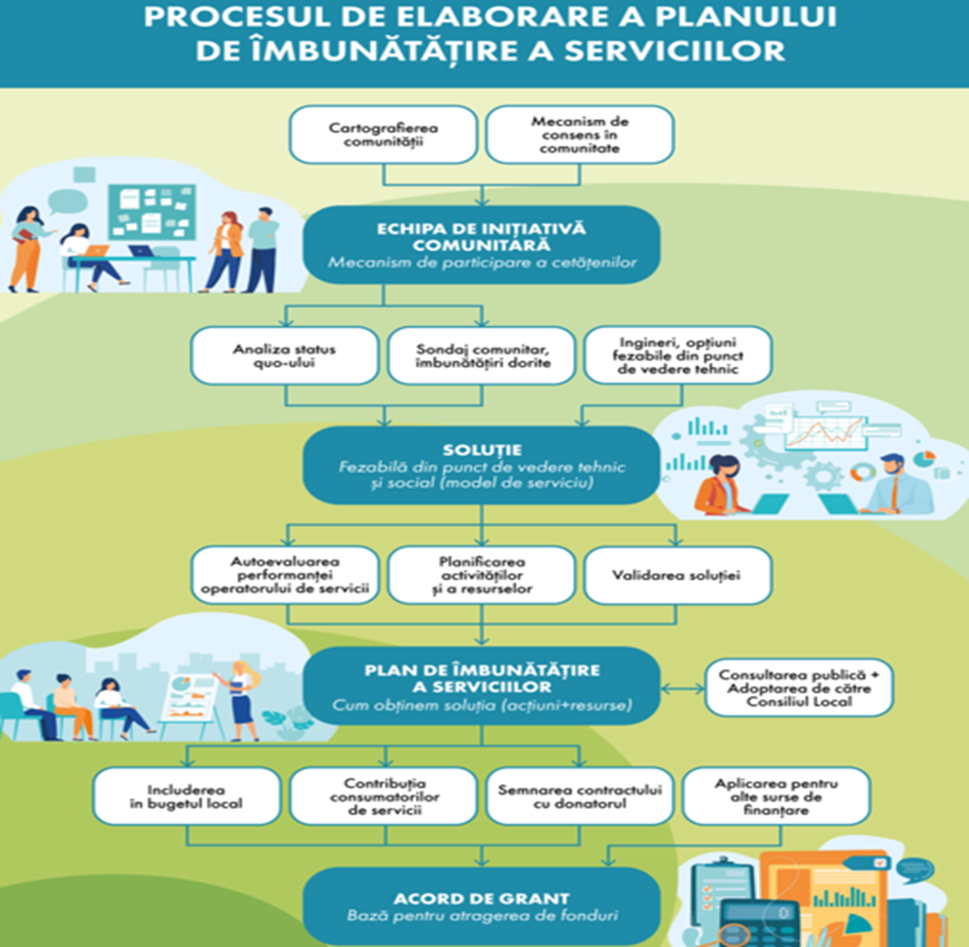 PROCESUL DE ELABORARE A PLANULUI
DE ÎMBUNĂTĂȚIRE A SERVICIILOR
Cartografierea
comunității
Mecanism de
consens în
comunitate
ECHIPA DE INIȚIATIVĂ
COMUNITARĂ
Mecanism de participare a cetățenilor
Analiza status
quo-ului
Sondaj comunitar,
îmbunătățiri dorite
Ingineri, opțiuni
fezabile din punct
de vedere tehnic
SOLUȚIE
Fezabilă din punct de vedere tehnic
și social (model de serviciu)
Autoevaluarea
performanței
operatorului de servicii
Planificarea
activităților
și a resurselor
Validarea soluției
PLAN DE ÎMBUNĂTĂȚIRE
A SERVICIILOR
Cum obținem soluția (acțiuni+resurse)
Consultarea publică +
Adoptarea de către
Consiliul Local
Includerea
în bugetul local
Contribuția
consumatorilor
de servicii
Semnarea contractului
cu donatorul
Aplicarea pentru
alte surse de
finanțare
ACORD DE GRANT
Bază pentru atragerea de fonduri
0